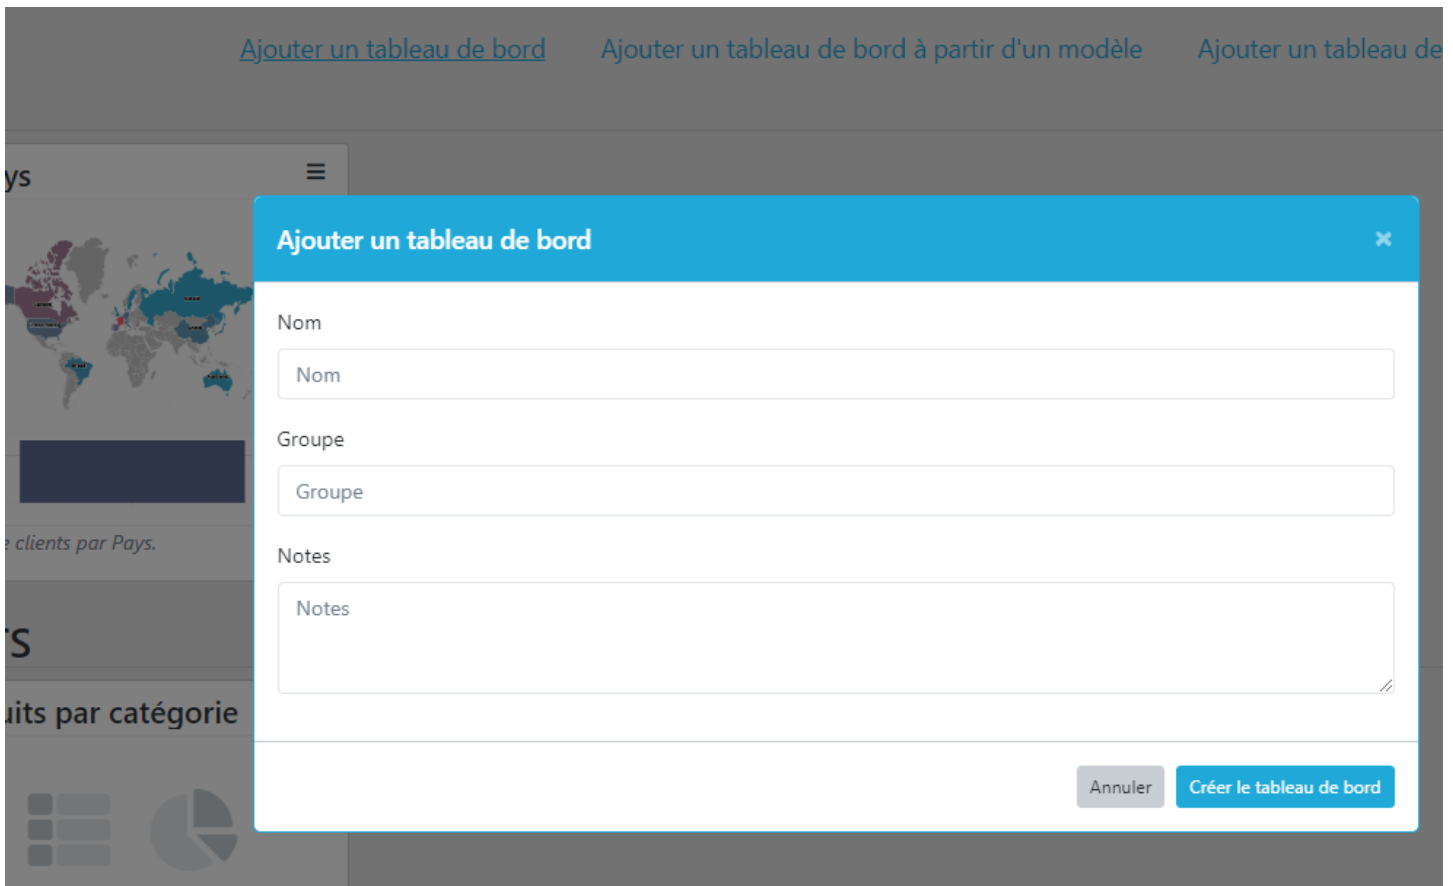 Ajouter un tableau de bord Ajouter un tableau de bord à partir d'un modèle Ajouter un tableau de
ys
Ajouter un tableau de bord
Nom
Nom
Groupe
Groupe
clients par Pays.
Notes
Notes
rs
uits par catégorie
Annuler Créer le tableau de bord